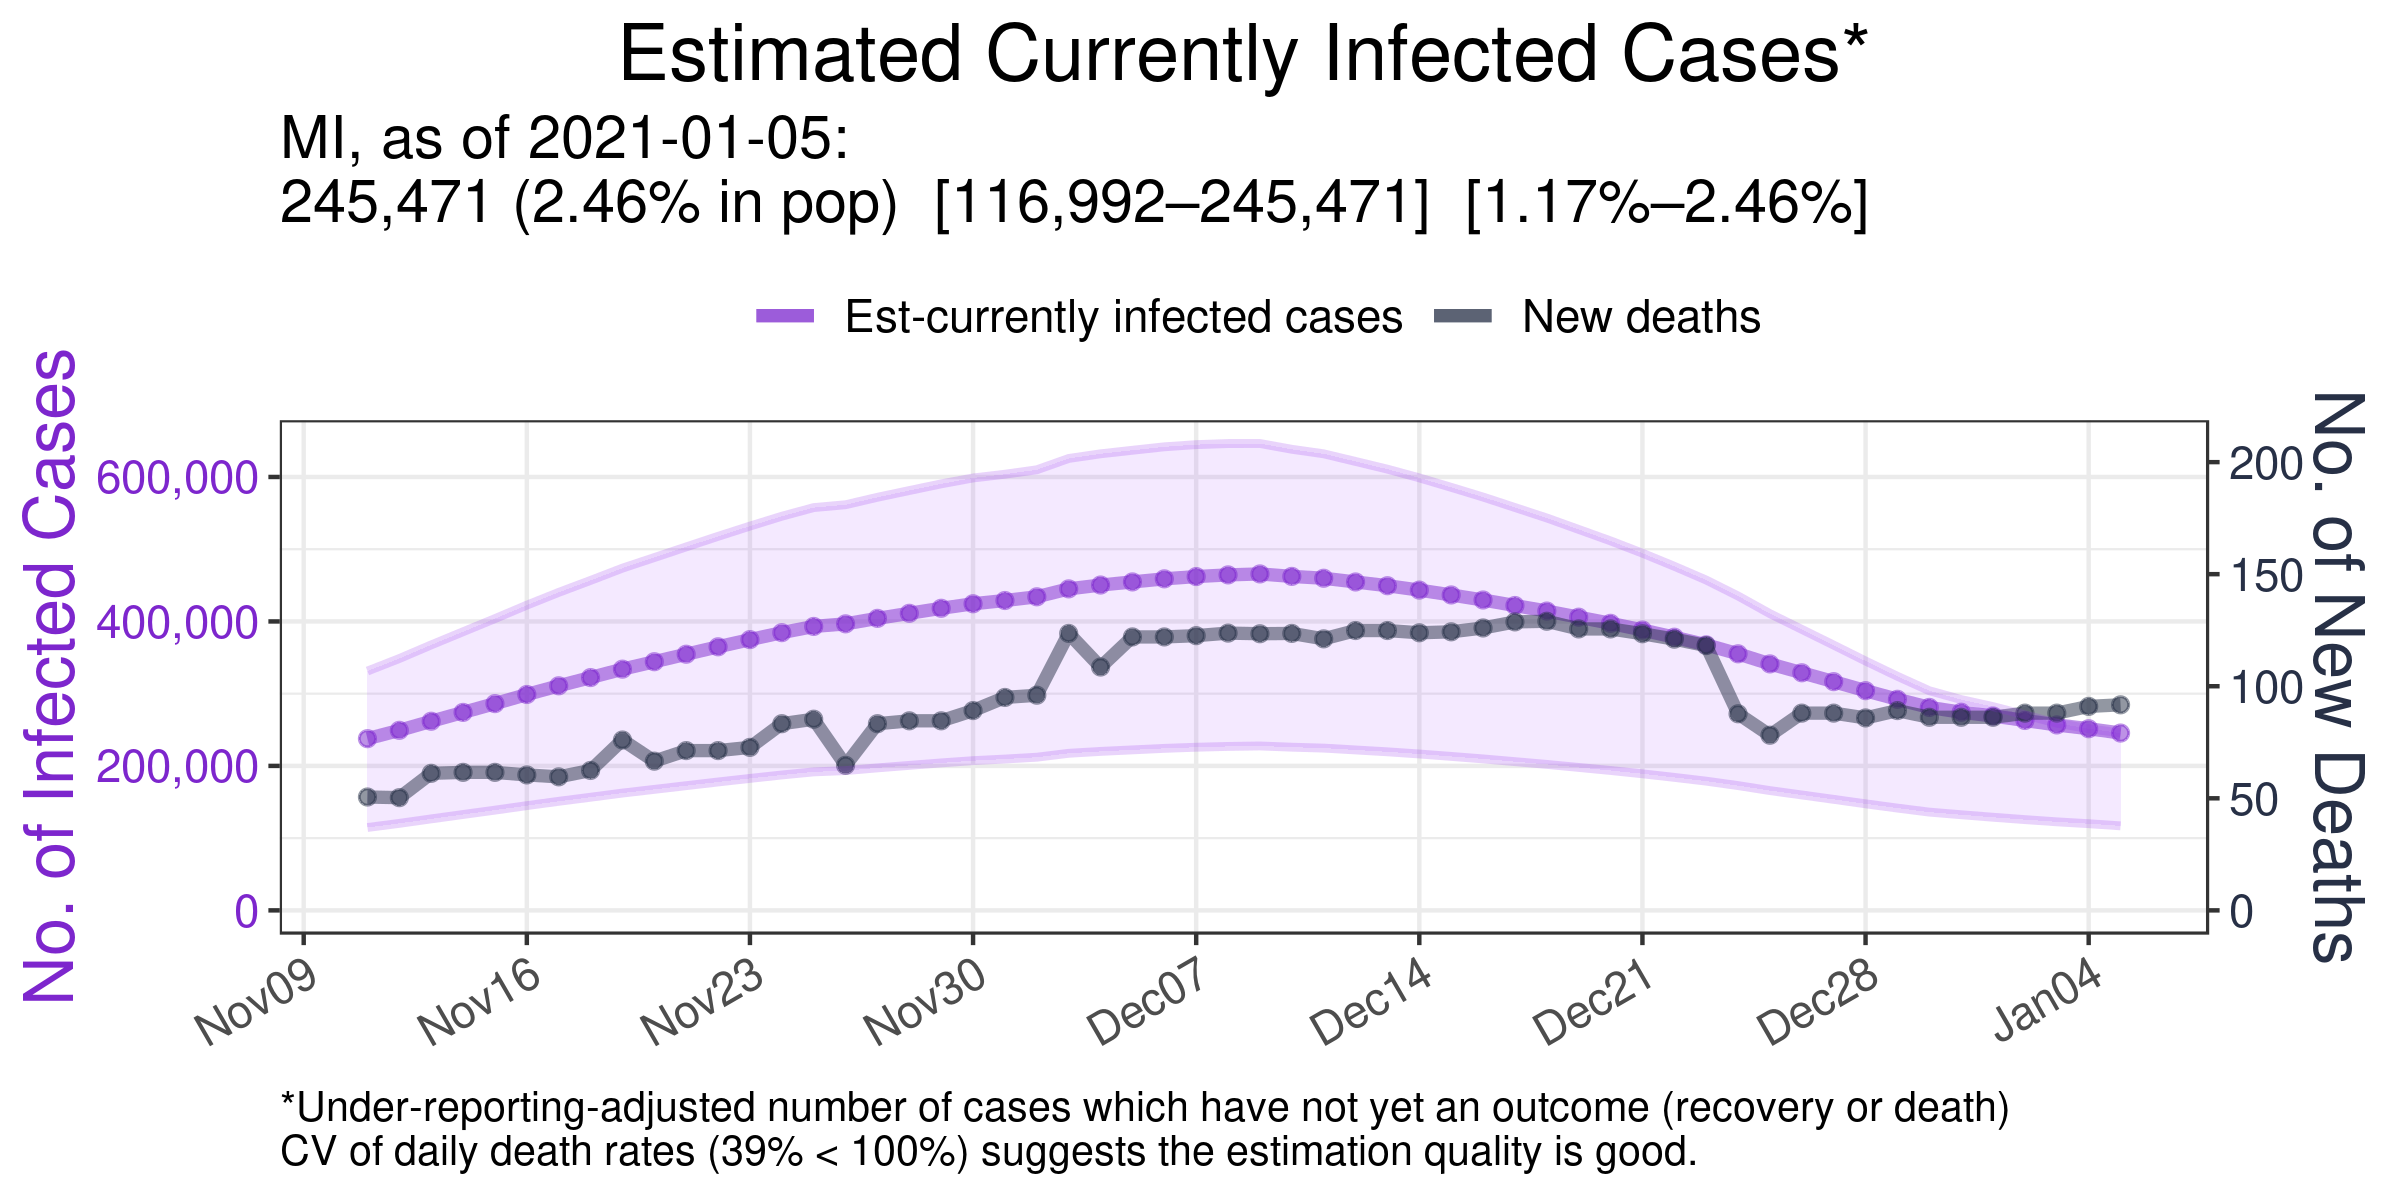 Estimated Currently Infected Cases*
MI, as of 2021-01-05:
245,471 (2.46% in pop)  [116,992–245,471]  [1.17%–2.46%]
Est-currently infected cases
New deaths
No. of Infected Cases
600,000
400,000
200,000
0
200
150
100
50
0
No. of New Deaths
Nov09
Nov16
Nov23
Nov30
Dec07
Dec14
Dec21
Dec28
Jan04
*Under-reporting-adjusted number of cases which have not yet an outcome (recovery or death)
CV of daily death rates (39% < 100%) suggests the estimation quality is good.